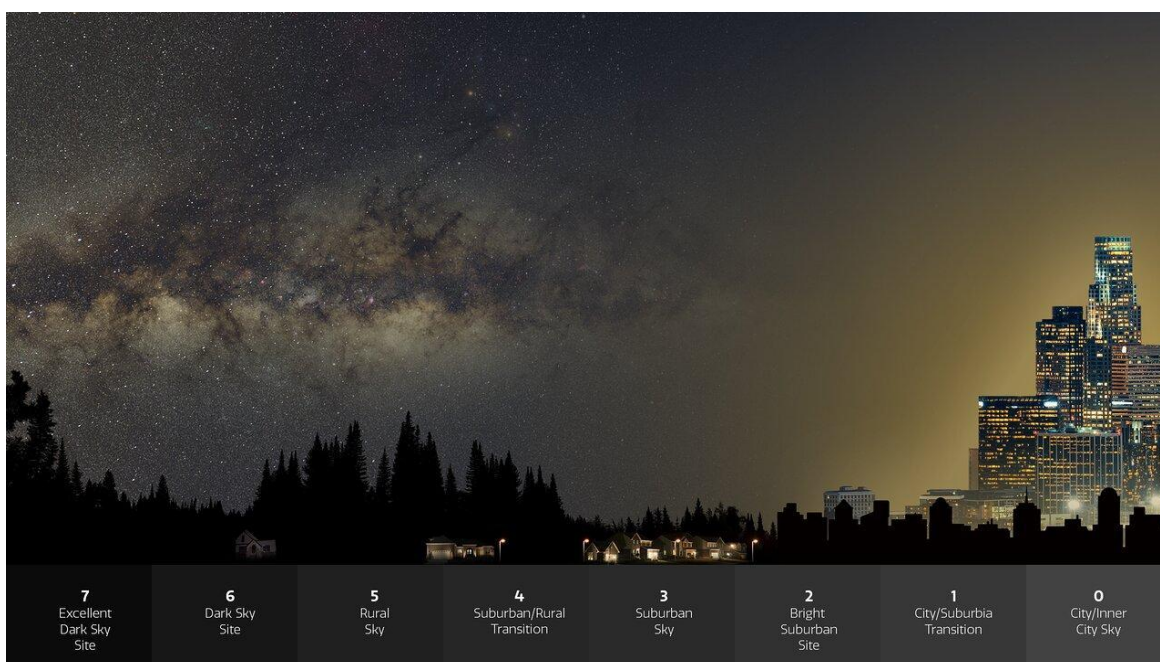 7
Excellent
Dark Sky
Site
6
Dark Sky
Site
5
Rural
Sky
4
Suburban/Rural
Transition
3
Suburban
Sky
2
Bright
Suburban
Site
1
City/Suburbia
Transition
0
City/Inner
City Sky